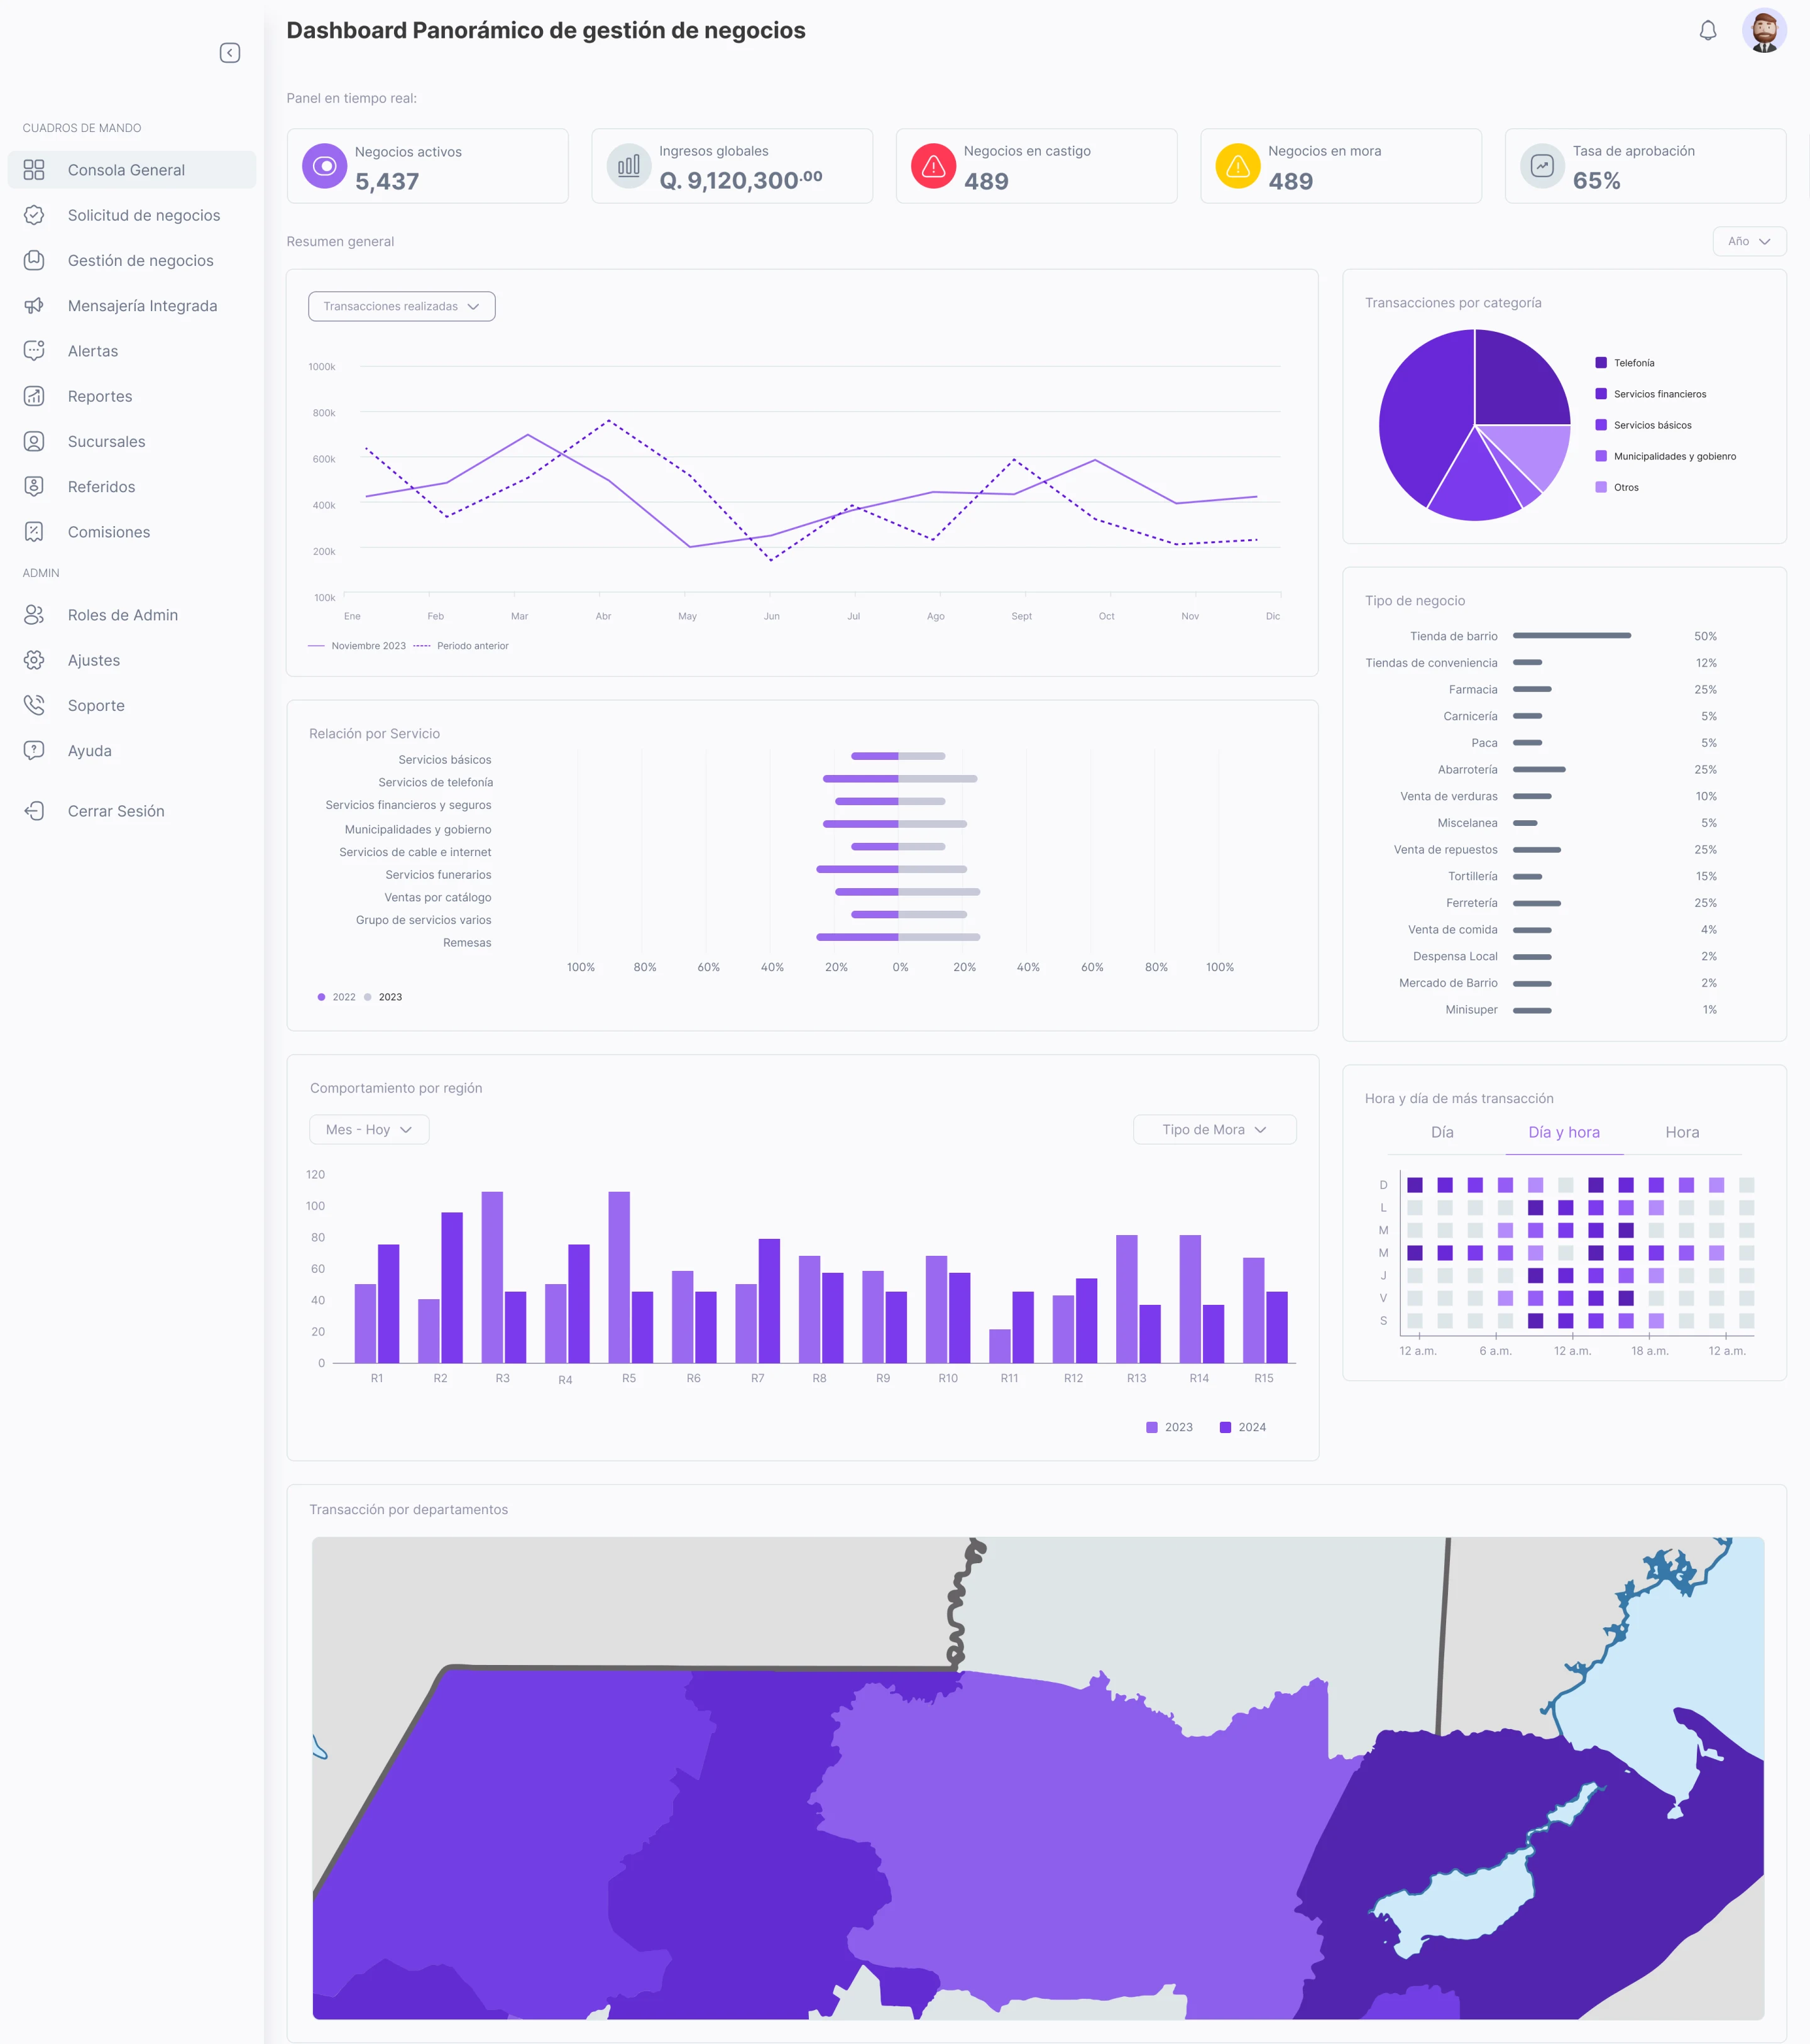 Dashboard Panorámico de gestión de negocios
CUADROS DE MANDO
Consola General
Solicitud de negocios
Gestión de negocios
Mensajería Integrada
Alertas
Reportes
Sucursales
Referidos
Comisiones
ADMIN
Roles de Admin
Ajustes
Soporte
Ayuda
Cerrar Sesión
Panel en tiempo real:
Negocios activos
5,437
Ingresos globales
Q. 9,120,300.00
Negocios en castigo
489
Negocios en mora
489
Tasa de aprobación
65%
Resumen general
Año
Transacciones realizadas
1000k
800k
600k
400k
200k
100k
Ene Feb Mar Abr May Jun Jul Ago Sept Oct Nov Dic
Noviembre 2023 Periodo anterior
Transacciones por categoría
Telefonía
Servicios financieros
Servicios básicos
Municipalidades y gobienro
Otros
Relación por Servicio
Servicios básicos
Servicios de telefonía
Servicios financieros y seguros
Municipalidades y gobierno
Servicios de cable e internet
Servicios funerarios
Ventas por catálogo
Grupo de servicios varios
Remesas
100% 80% 60% 40% 20% 0% 20% 40% 60% 80% 100%
2022 2023
Tipo de negocio
Tienda de barrio 50%
Tiendas de conveniencia 12%
Farmacia 25%
Carnicería 5%
Paca 5%
Abarrotería 25%
Venta de verduras 10%
Miscelanea 5%
Venta de repuestos 25%
Tortillería 15%
Ferretería 25%
Venta de comida 4%
Despensa Local 2%
Mercado de Barrio 2%
Minisuper 1%
Comportamiento por región
Mes - Hoy
Tipo de Mora
120
100
80
60
40
20
0
R1 R2 R3 R4 R5 R6 R7 R8 R9 R10 R11 R12 R13 R14 R15
2023 2024
Hora y día de más transacción
Día Día y hora Hora
D
L
M
M
J
V
S
12 a.m. 6 a.m. 12 a.m. 18 a.m. 12 a.m.
Transacción por departamentos